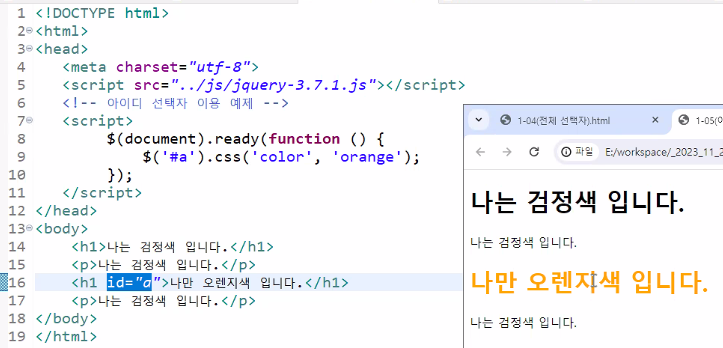 1 <!DOCTYPE html>
2 <html>
3 <head>
4 <meta charset="utf-8">
5 <script src="../js/jquery-3.7.1.js"></script>
6 <!-- 아이디 선택자 이용 예제 -->
7 <script>
8 $(document).ready(function () {
9 $('#a').css('color', 'orange');
10 });
11 </script>
12 </head>
13 <body>
14 <h1>나는 검정색 입니다.</h1>
15 <p>나는 검정색 입니다.</p>
16 <h1 id="a">나만 오렌지색 입니다.</h1>
17 <p>나는 검정색 입니다.</p>
18 </body>
19 </html>
1-04(전체 선택자).html
1-05(아
파일 E:/workspace/_2023_11_2
나는 검정색 입니다.
나는 검정색 입니다.
나만 오렌지색 입니다.
나는 검정색 입니다.